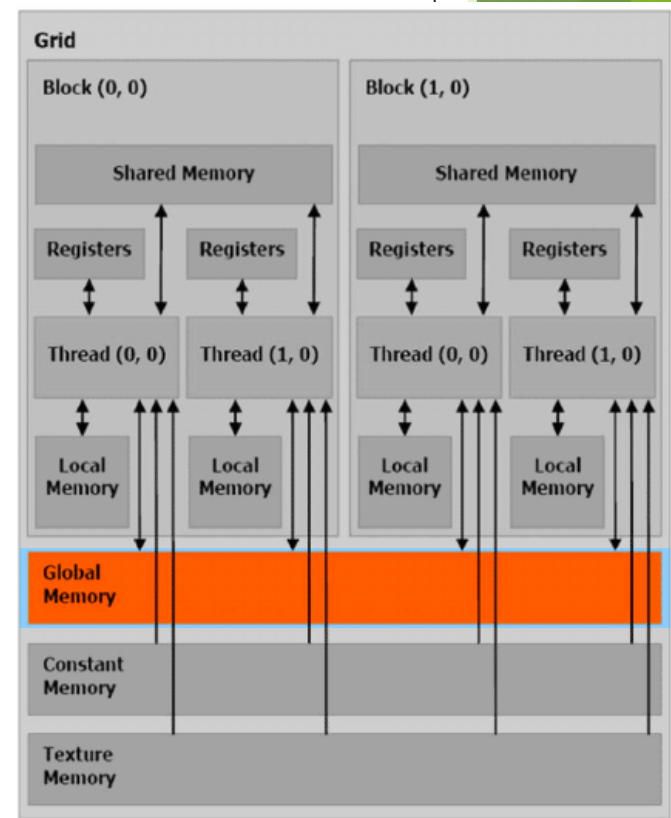 Grid
Block (0, 0)
Block (1, 0)
Shared Memory
Shared Memory
Registers
Registers
Registers
Registers
Thread (0, 0)
Thread (1, 0)
Thread (0, 0)
Thread (1, 0)
Local
Memory
Local
Memory
Local
Memory
Local
Memory
Global
Memory
Constant
Memory
Texture
Memory